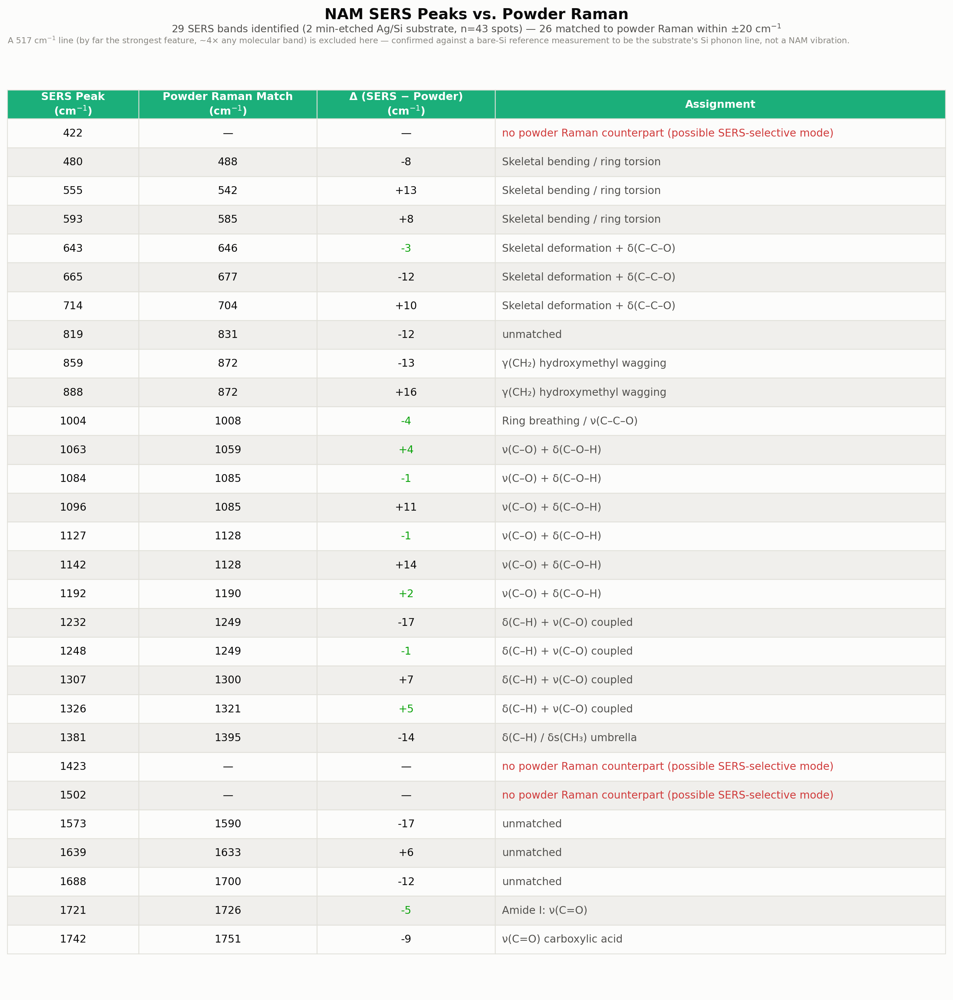 NAM SERS Peaks vs. Powder Raman
29 SERS bands identified (2 min-etched Ag/Si substrate, n=43 spots) — 26 matched to powder Raman within ±20 cm⁻¹
A 517 cm⁻¹ line (by far the strongest feature, ~4× any molecular band) is excluded here — confirmed against a bare-Si reference measurement to be the substrate's Si phonon line, not a NAM vibration.
SERS Peak (cm⁻¹) Powder Raman Match (cm⁻¹) Δ (SERS − Powder) (cm⁻¹) Assignment
422 — — no powder Raman counterpart (possible SERS-selective mode)
480 488 -8 Skeletal bending / ring torsion
555 542 +13 Skeletal bending / ring torsion
593 585 +8 Skeletal bending / ring torsion
643 646 -3 Skeletal deformation + δ(C–C–O)
665 677 -12 Skeletal deformation + δ(C–C–O)
714 704 +10 Skeletal deformation + δ(C–C–O)
819 831 -12 unmatched
859 872 -13 γ(CH₂) hydroxymethyl wagging
888 872 +16 γ(CH₂) hydroxymethyl wagging
1004 1008 -4 Ring breathing / ν(C–C–O)
1063 1059 +4 ν(C–O) + δ(C–O–H)
1084 1085 -1 ν(C–O) + δ(C–O–H)
1096 1085 +11 ν(C–O) + δ(C–O–H)
1127 1128 -1 ν(C–O) + δ(C–O–H)
1142 1128 +14 ν(C–O) + δ(C–O–H)
1192 1190 +2 ν(C–O) + δ(C–O–H)
1232 1249 -17 δ(C–H) + ν(C–O) coupled
1248 1249 -1 δ(C–H) + ν(C–O) coupled
1307 1300 +7 δ(C–H) + ν(C–O) coupled
1326 1321 +5 δ(C–H) + ν(C–O) coupled
1381 1395 -14 δ(C–H) / δs(CH₃) umbrella
1423 — — no powder Raman counterpart (possible SERS-selective mode)
1502 — — no powder Raman counterpart (possible SERS-selective mode)
1573 1590 -17 unmatched
1639 1633 +6 unmatched
1688 1700 -12 unmatched
1721 1726 -5 Amide I: ν(C=O)
1742 1751 -9 ν(C=O) carboxylic acid